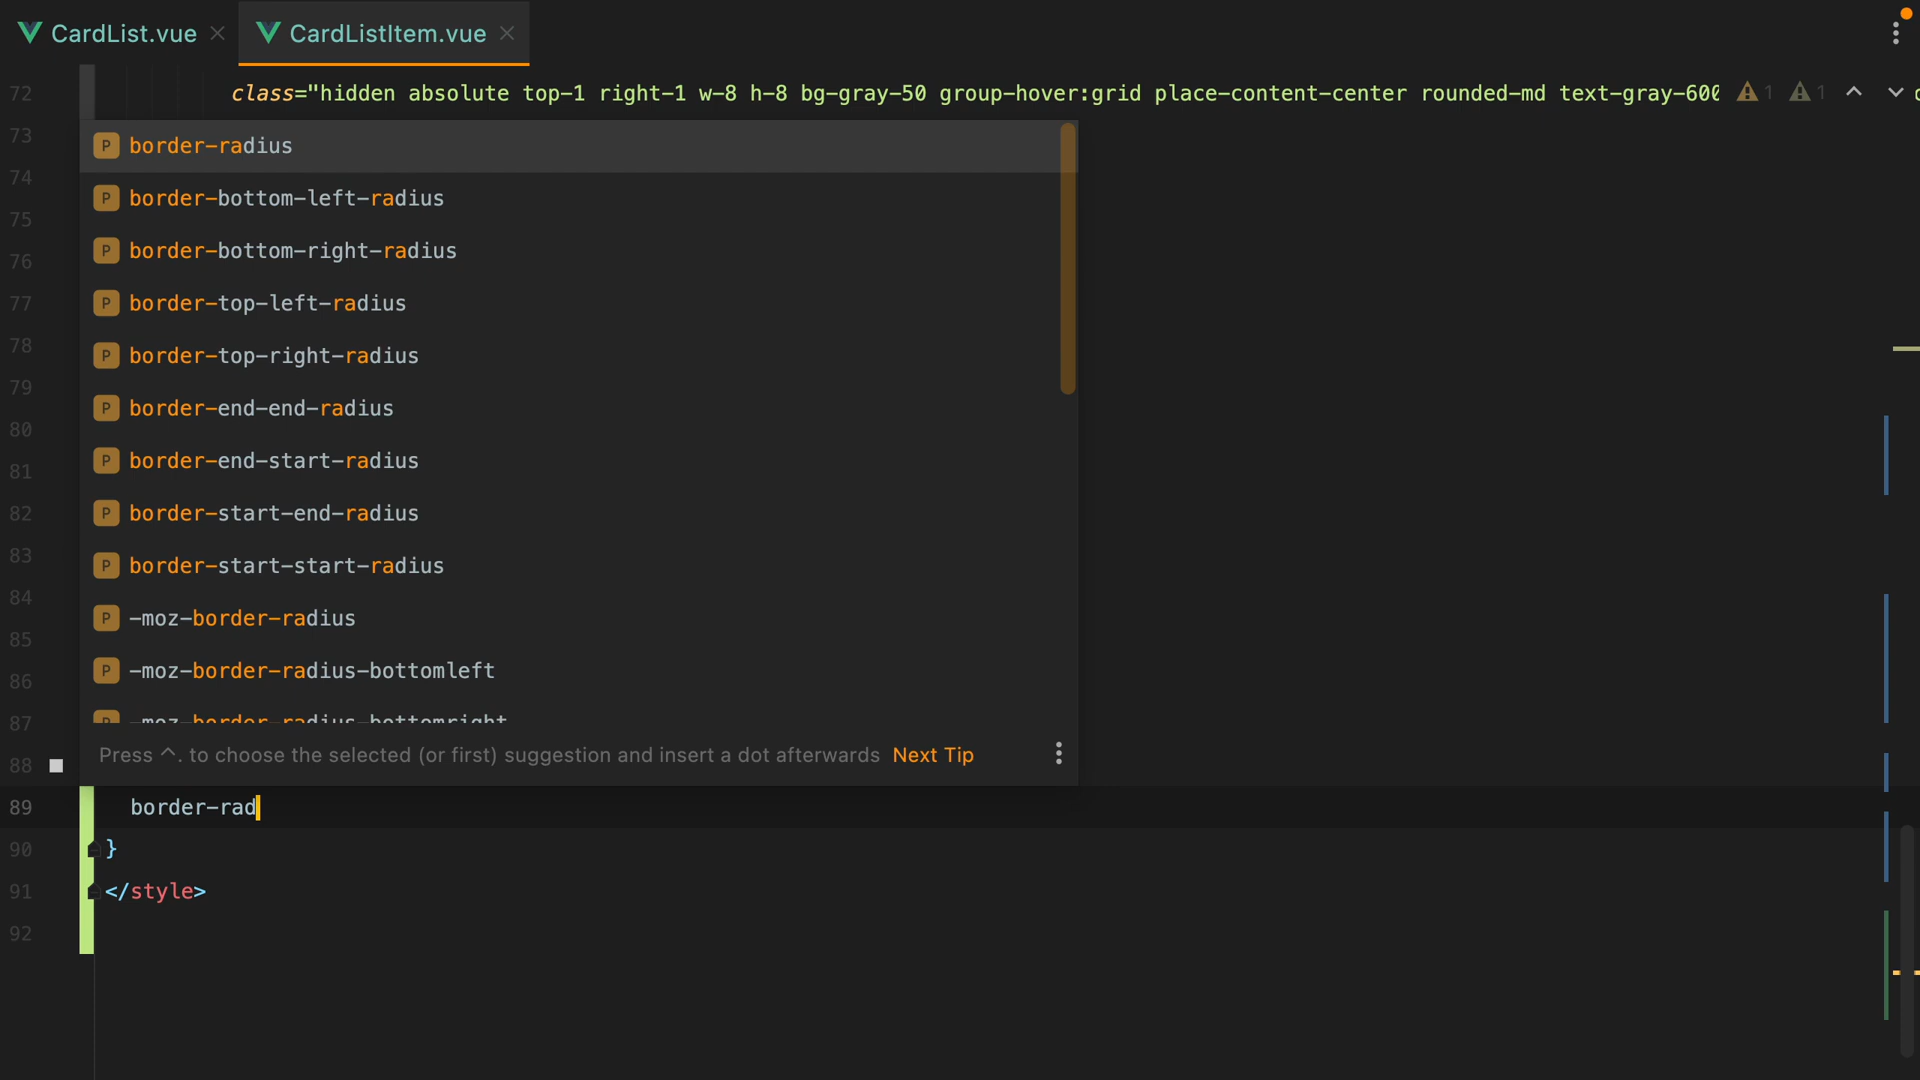 CardList.vue
CardListItem.vue
72 class="hidden absolute top-1 right-1 w-8 h-8 bg-gray-50 group-hover:grid place-content-center rounded-md text-gray-600 1 1
73
P border-radius
74
P border-bottom-left-radius
75
P border-bottom-right-radius
76
77
P border-top-left-radius
78
P border-top-right-radius
79
P border-end-end-radius
80
P border-end-start-radius
81
82
P border-start-end-radius
83
P border-start-start-radius
84
P -moz-border-radius
85
P -moz-border-radius-bottomleft
86
87
P -moz-border-radius-bottomright
Press ^. to choose the selected (or first) suggestion and insert a dot afterwards Next Tip
88
89 border-rad
90 }
91 </style>
92